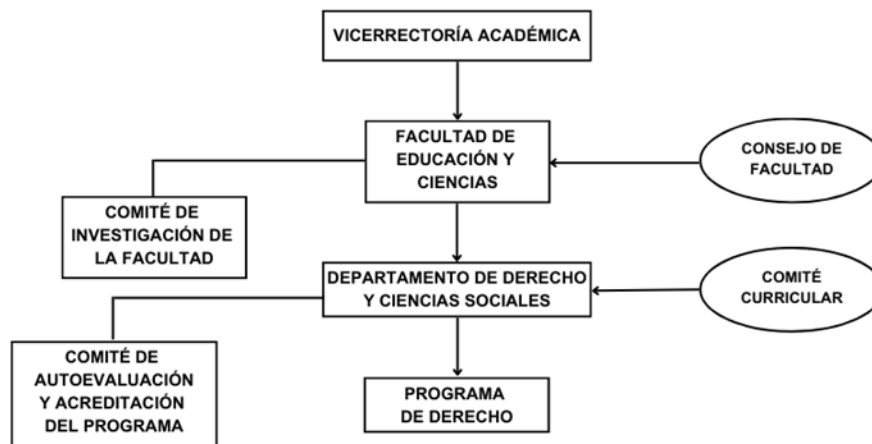 VICERRECTORÍA ACADÉMICA
FACULTAD DE
EDUCACIÓN Y
CIENCIAS
CONSEJO DE
FACULTAD
COMITÉ DE
INVESTIGACIÓN DE
LA FACULTAD
DEPARTAMENTO DE DERECHO
Y CIENCIAS SOCIALES
COMITÉ
CURRICULAR
COMITÉ DE
AUTOEVALUACIÓN
Y ACREDITACIÓN
DEL PROGRAMA
PROGRAMA
DE DERECHO